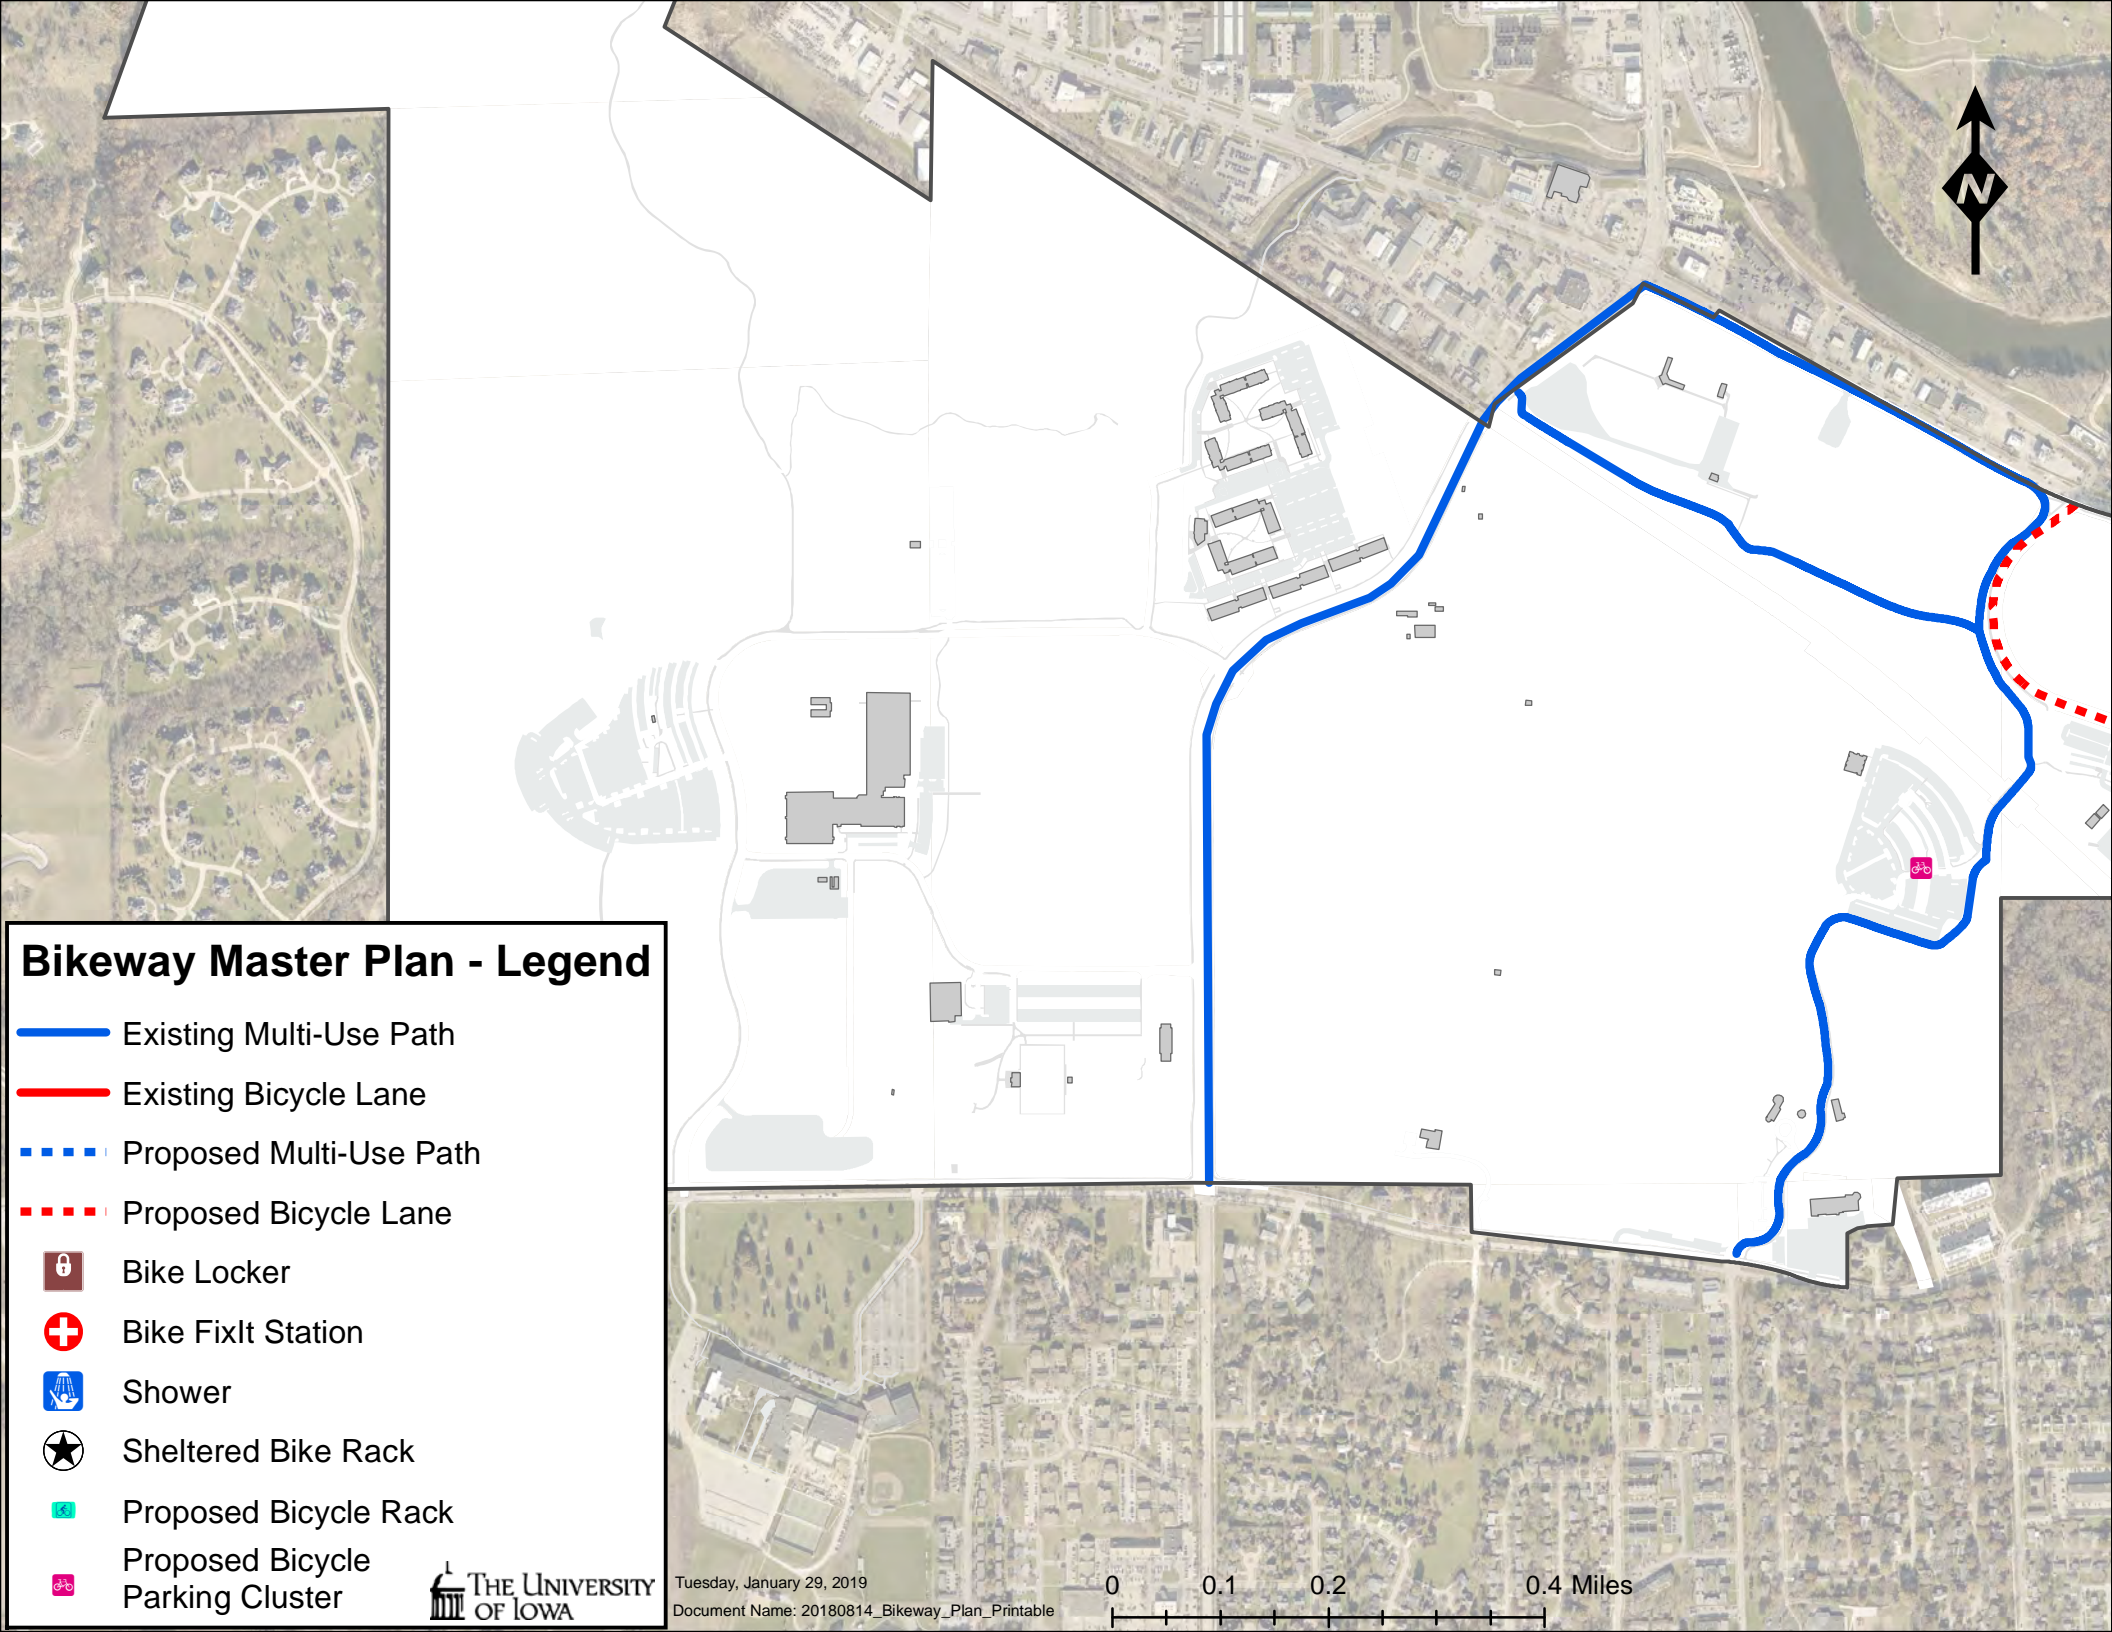 N
Bikeway Master Plan - Legend
Existing Multi-Use Path
Existing Bicycle Lane
Proposed Multi-Use Path
Proposed Bicycle Lane
Bike Locker
Bike FixIt Station
Shower
Sheltered Bike Rack
Proposed Bicycle Rack
Proposed Bicycle
Parking Cluster
THE UNIVERSITY
OF IOWA
Tuesday, January 29, 2019
Document Name: 20180814_Bikeway_Plan_Printable
0 0.1 0.2 0.4 Miles